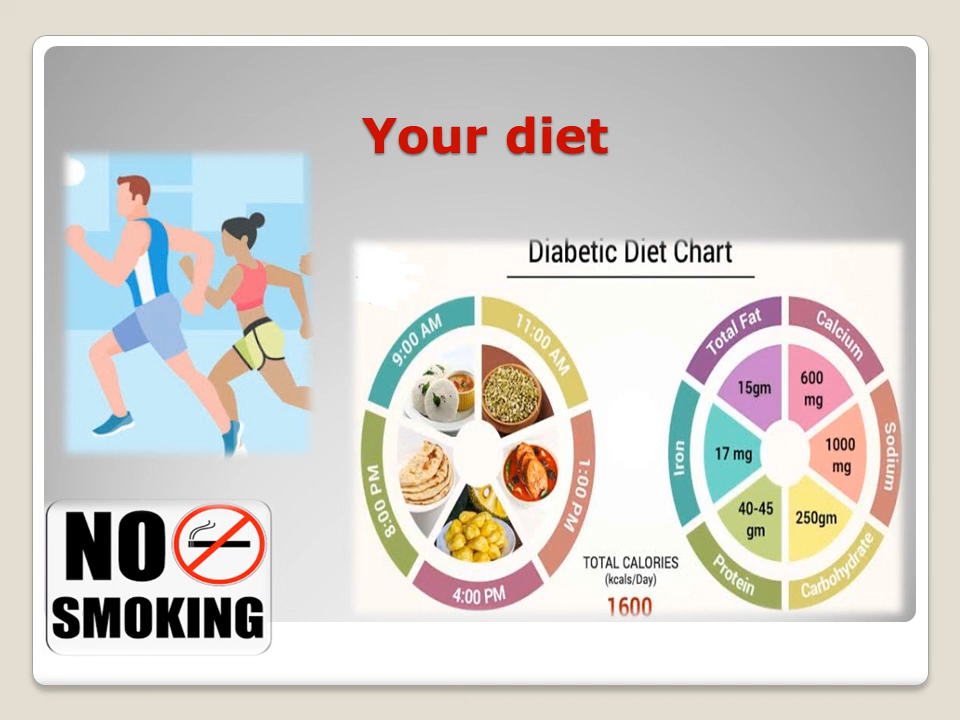 Your diet
Diabetic Diet Chart
9:00 AM
11:00 AM
1:00 PM
4:00 PM
8:00 PM
TOTAL CALORIES
(kcals/Day)
1600
Total Fat
15gm
Calcium
600
mg
Sodium
1000
mg
Carbohydrate
250gm
Protein
40-45
gm
Iron
17 mg
NO
SMOKING